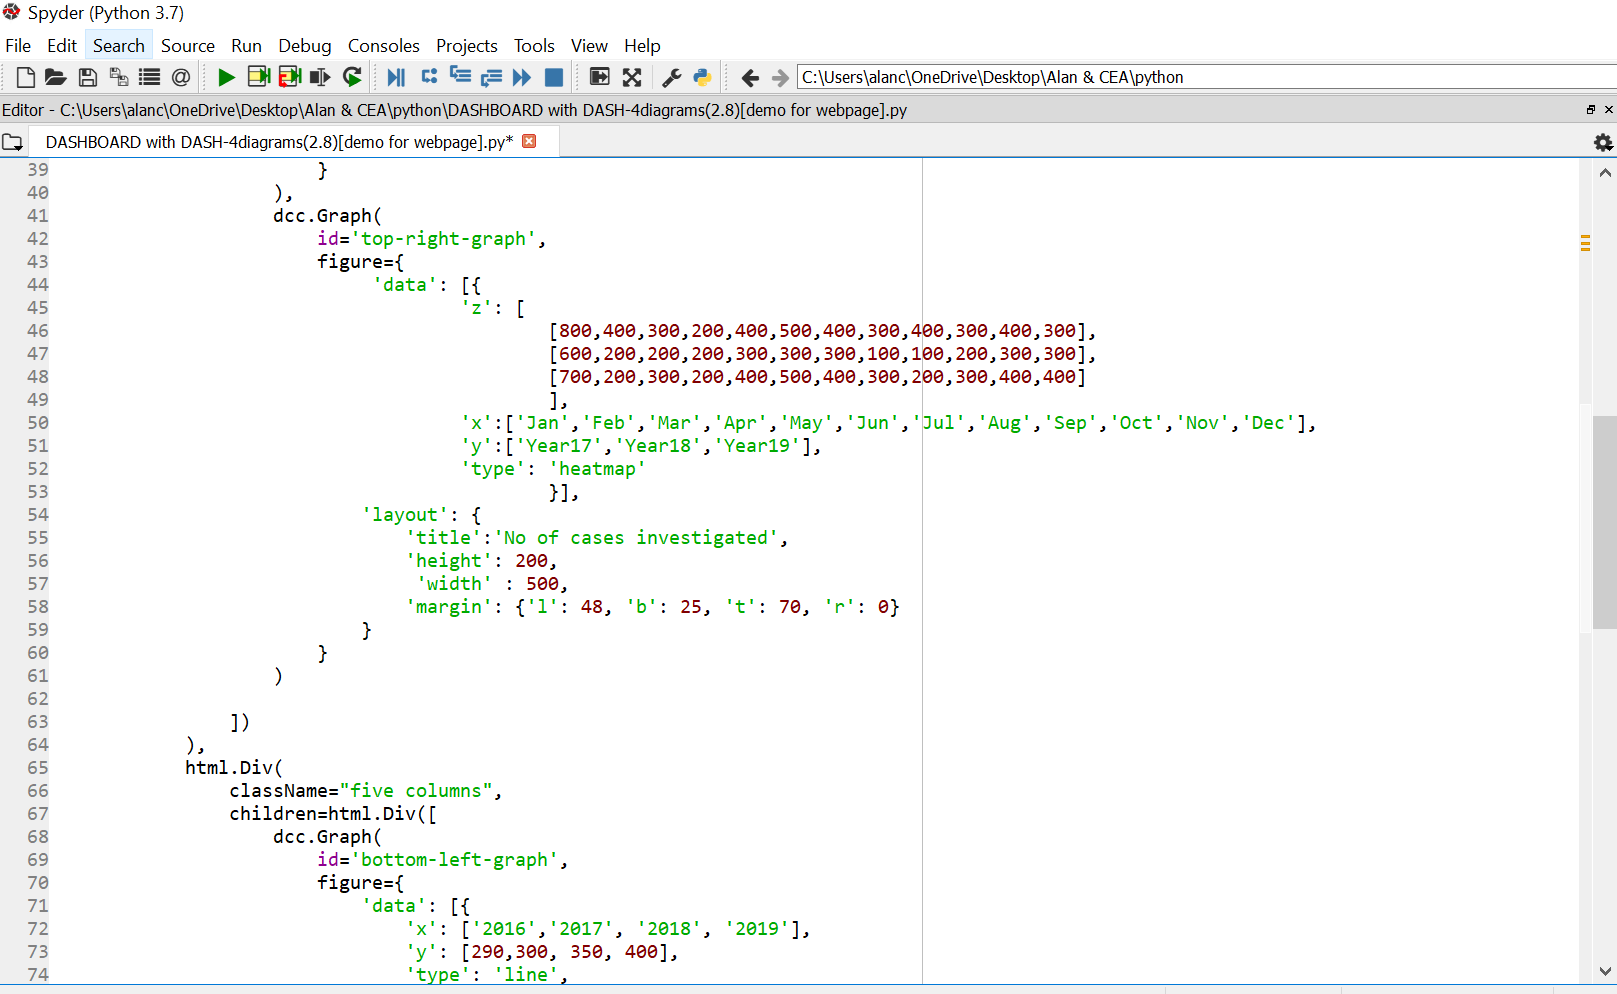 Spyder (Python 3.7)
File Edit Search Source Run Debug Consoles Projects Tools View Help
C:\Users\alanc\OneDrive\Desktop\Alan & CEA\python
Editor - C:\Users\alanc\OneDrive\Desktop\Alan & CEA\python\DASHBOARD with DASH-4diagrams(2.8)[demo for webpage].py
DASHBOARD with DASH-4diagrams(2.8)[demo for webpage].py*
39 }
40 ),
41 dcc.Graph(
42 id='top-right-graph',
43 figure={
44 'data': [{
45 'z': [
46 [800,400,300,200,400,500,400,300,400,300,400,300],
47 [600,200,200,200,300,300,300,100,100,200,300,300],
48 [700,200,300,200,400,500,400,300,200,300,400,400]
49 ],
50 'x':['Jan','Feb','Mar','Apr','May','Jun','Jul','Aug','Sep','Oct','Nov','Dec'],
51 'y':['Year17','Year18','Year19'],
52 'type': 'heatmap'
53 }],
54 'layout': {
55 'title':'No of cases investigated',
56 'height': 200,
57 'width' : 500,
58 'margin': {'l': 48, 'b': 25, 't': 70, 'r': 0}
59 }
60 }
61 )
62
63 ])
64 ),
65 html.Div(
66 className="five columns",
67 children=html.Div([
68 dcc.Graph(
69 id='bottom-left-graph',
70 figure={
71 'data': [{
72 'x': ['2016','2017', '2018', '2019'],
73 'y': [290,300, 350, 400],
74 'type': 'line',